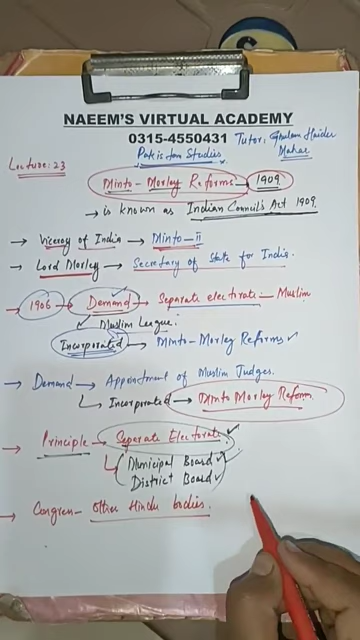 NAEEM'S VIRTUAL ACADEMY
0315-4550431 Tutor: Ghulam Haider
Pakistan Studies Mahar
Lecture: 23
Minto-Morley Reforms - 1909
→ is known as Indian Council's Act 1909.
→ Viceroy of India → Minto-II
→ Lord Morley → Secretary of State for India.
→ 1906 → Demand → Separate electorate - Muslim
Muslim League.
Incorporated → Minto-Morley Reforms ✓
→ Demand → Appointment of Muslim Judges.
↳ Incorporated → Minto Morley Reform
→ Principle → Separate Electorate ✓
↳ (Municipal Board ✓
District Board ✓
→ Congress - Other Hindu bodies.